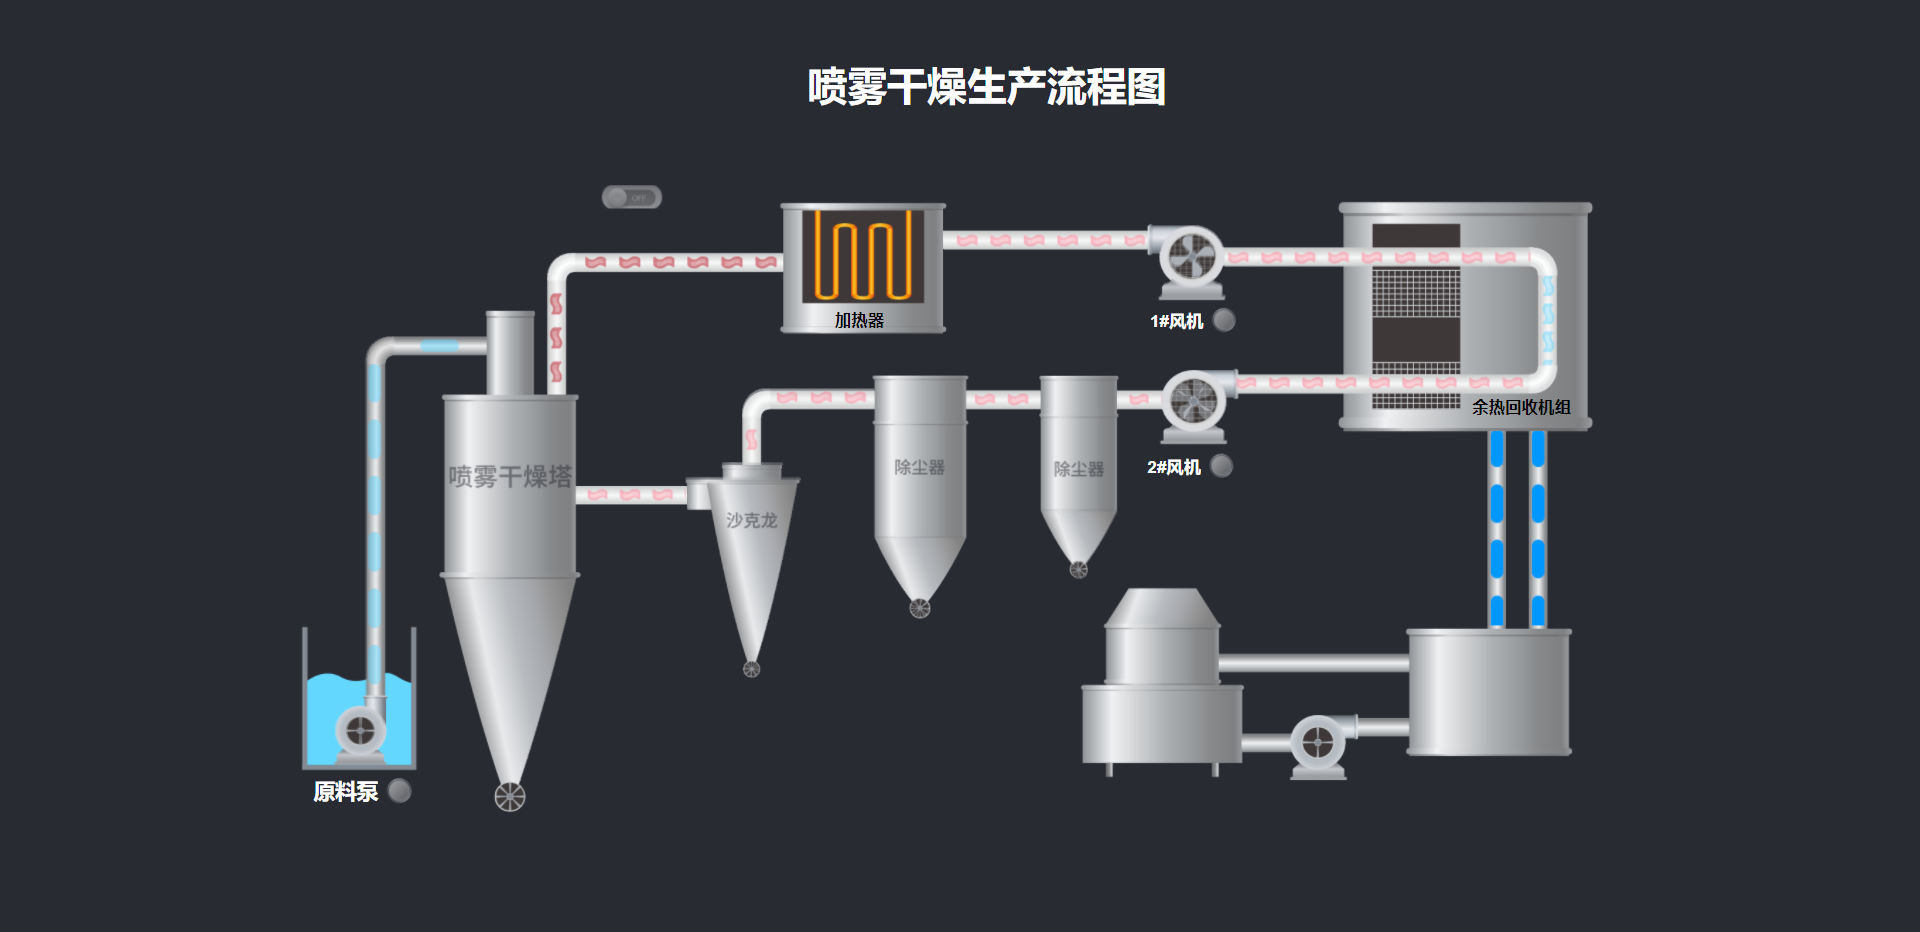 喷雾干燥生产流程图
OFF
加热器
1#风机
余热回收机组
除尘器
除尘器
2#风机
喷雾干燥塔
沙克龙
原料泵